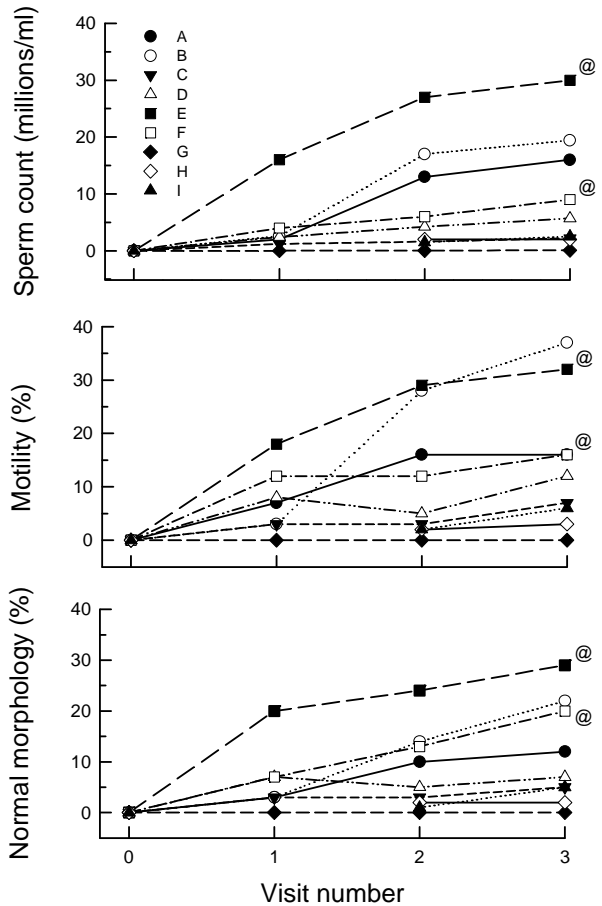 Sperm count (millions/ml)
40
30
20
10
0
A
B
C
D
E
F
G
H
I
@
@
Motility (%)
40
30
20
10
0
@
@
Normal morphology (%)
40
30
20
10
0
@
@
0 1 2 3
Visit number